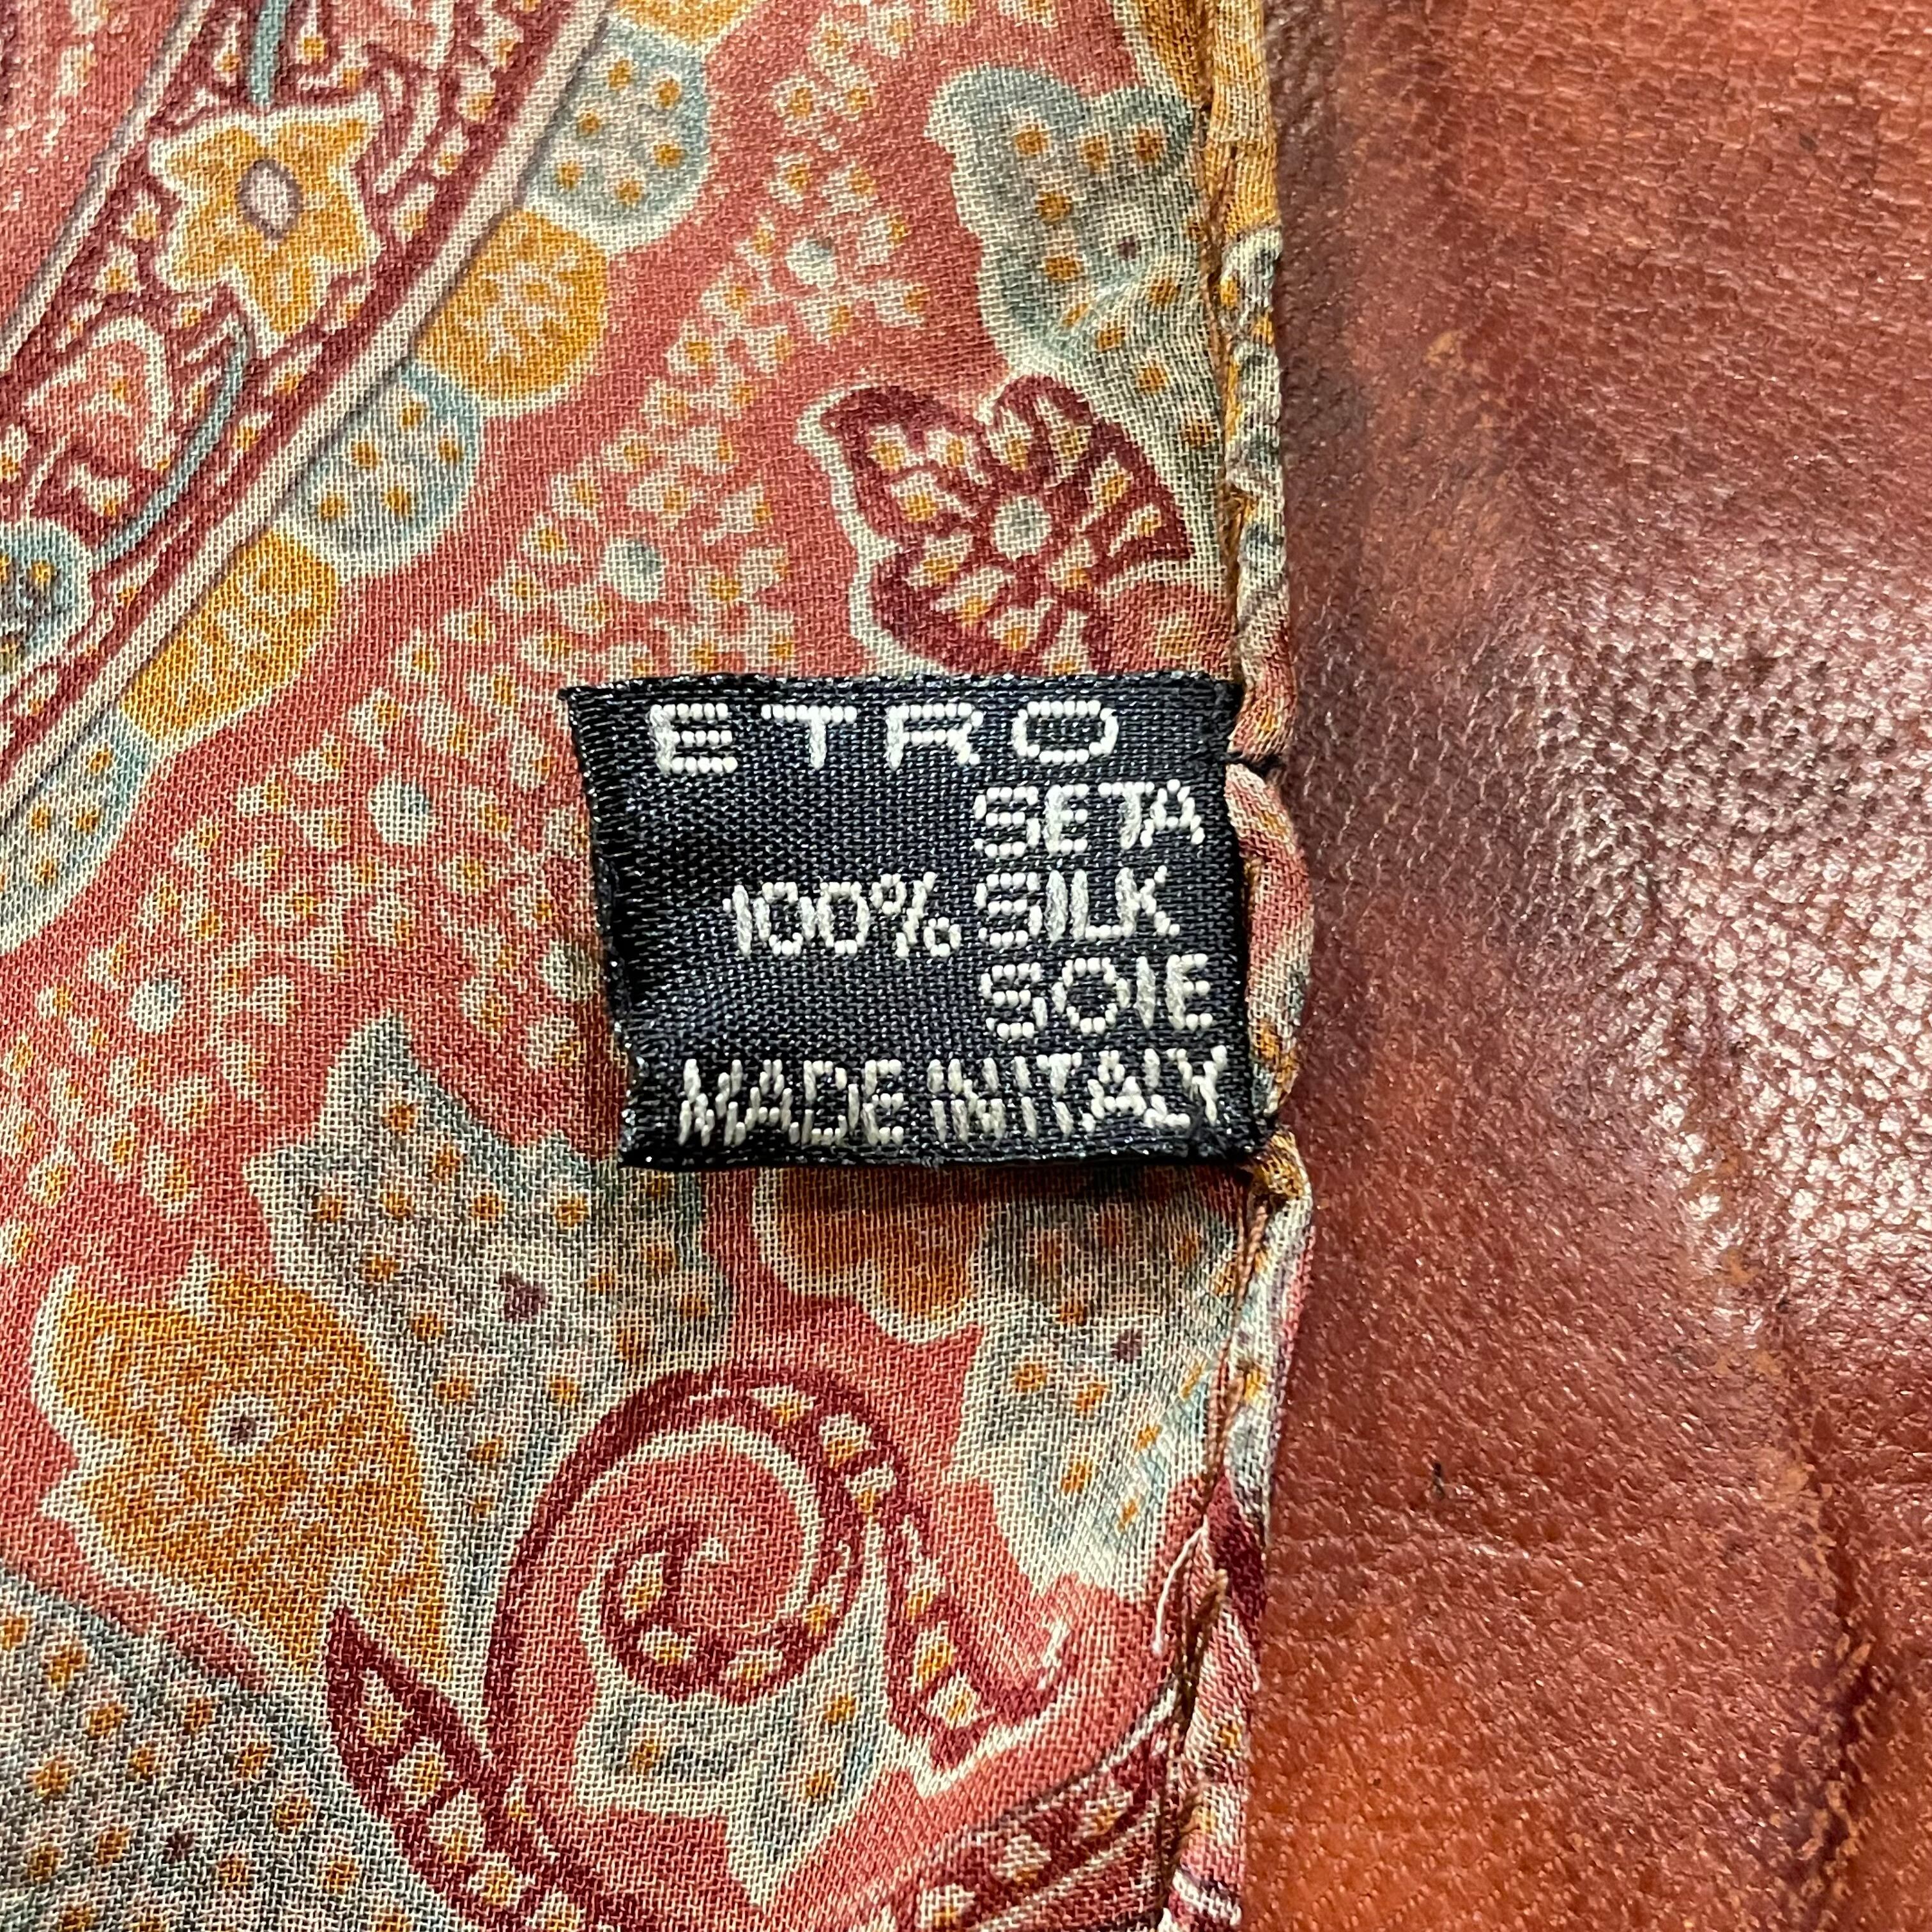 ETRO
SETA
100% SILK
SOIE
MADE IN ITALY